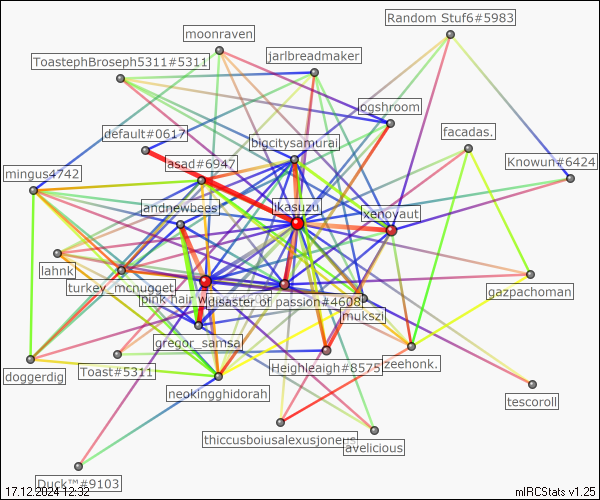 Random Stuf6#5983
moonraven
jarlbreadmaker
ToastephBroseph5311#5311
ogshroom
default#0617
bigcitysamurai
facadas.
asad#6947
Knowun#6424
mingus4742
jandnewbees
ikasuzu
xenoyaut
lahnk
turkey_mcnugget
pink hair w
disaster of passion#4608
gazpachoman
mukszi
gregor_samsa
zeehonk.
doggerdig
Toast#5311
Heighleaigh#8575
neokingghidorah
tescoroll
thiccusboiusalexusjoneus
avelicious
Duck™#9103
17.12.2024 12:32
mIRCStats v1.25